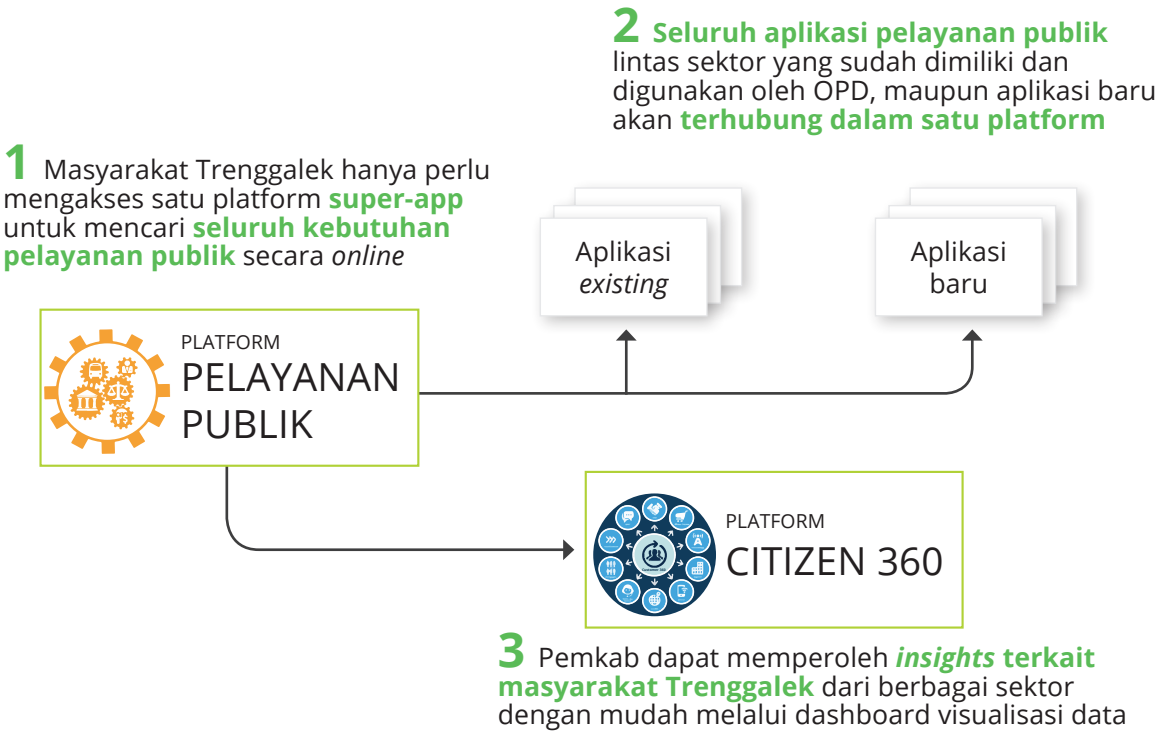 1 Masyarakat Trenggalek hanya perlu
mengakses satu platform super-app
untuk mencari seluruh kebutuhan
pelayanan publik secara online
2 Seluruh aplikasi pelayanan publik
lintas sektor yang sudah dimiliki dan
digunakan oleh OPD, maupun aplikasi baru
akan terhubung dalam satu platform
Aplikasi
existing
Aplikasi
baru
PLATFORM
PELAYANAN
PUBLIK
PLATFORM
CITIZEN 360
Customer 360
3 Pemkab dapat memperoleh insights terkait
masyarakat Trenggalek dari berbagai sektor
dengan mudah melalui dashboard visualisasi data